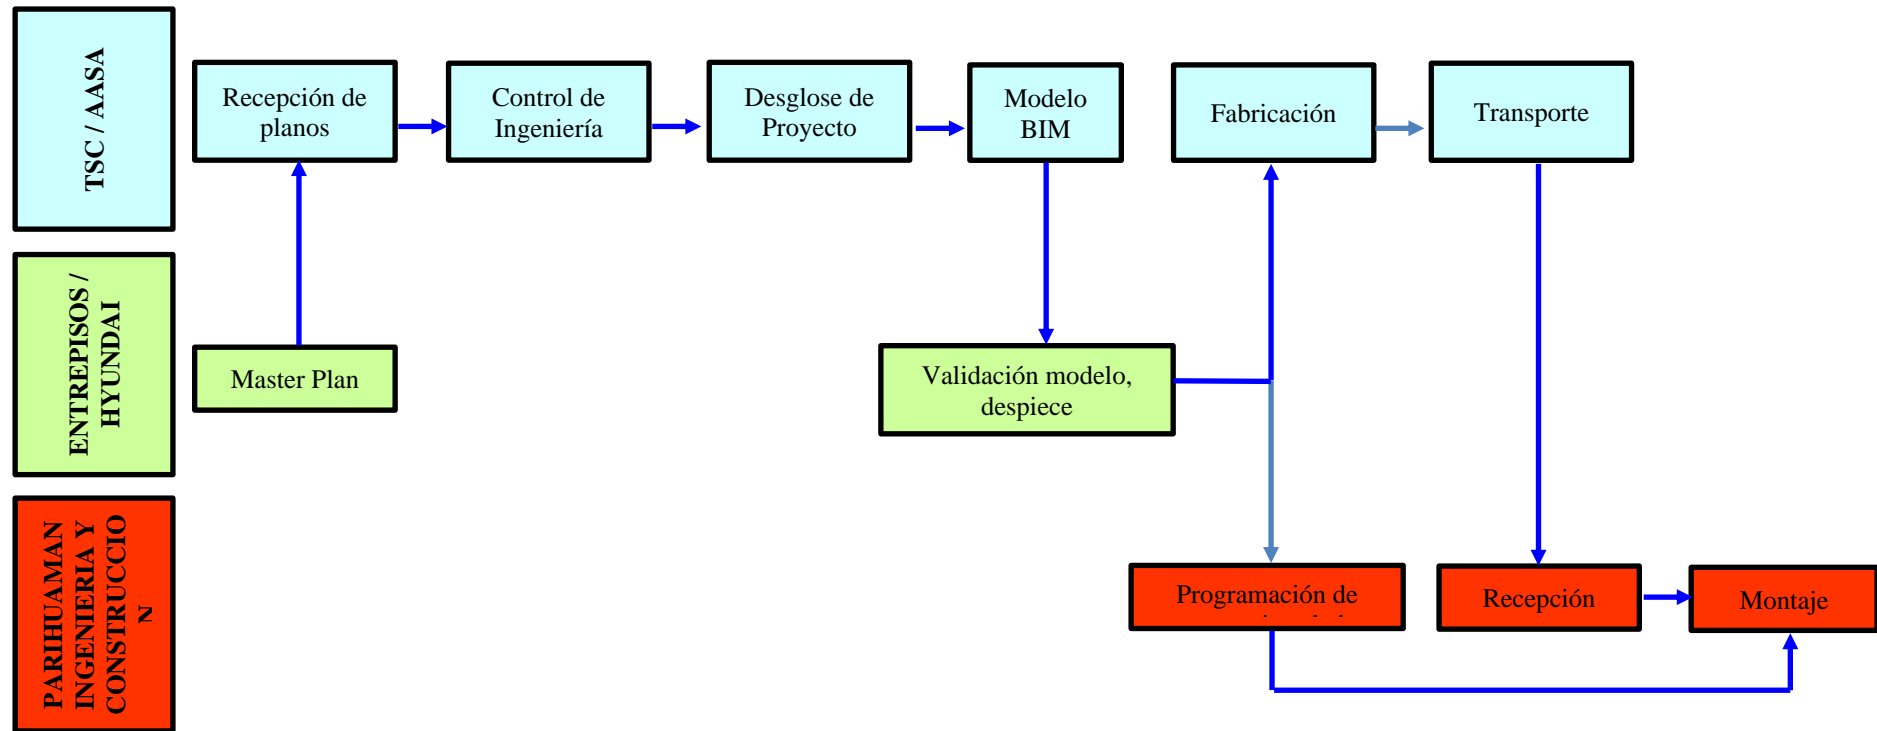 TSC / AASA
Recepción de
planos
Control de
Ingeniería
Desglose de
Proyecto
Modelo
BIM
Fabricación
Transporte
ENTREPISOS /
HYUNDAI
Master Plan
Validación modelo,
despiece
PARIHUAMAN
INGENIERIA Y
CONSTRUCCIO
N
Programación de
Recepción
Montaje